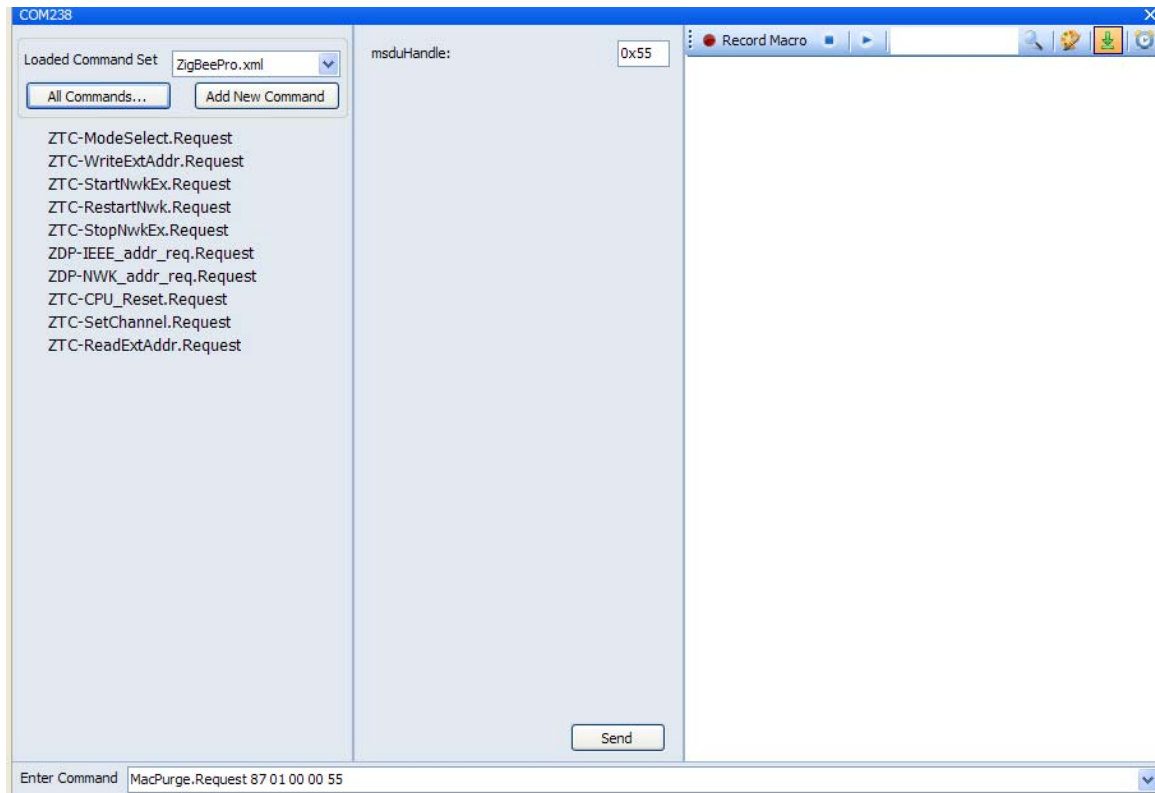 COM238
Loaded Command Set ZigBeePro.xml
All Commands... Add New Command
ZTC-ModeSelect.Request
ZTC-WriteExtAddr.Request
ZTC-StartNwkEx.Request
ZTC-RestartNwk.Request
ZTC-StopNwkEx.Request
ZDP-IEEE_addr_req.Request
ZDP-NWK_addr_req.Request
ZTC-CPU_Reset.Request
ZTC-SetChannel.Request
ZTC-ReadExtAddr.Request
msduHandle: 0x55
Send
Record Macro
Enter Command MacPurge.Request 87 01 00 00 55